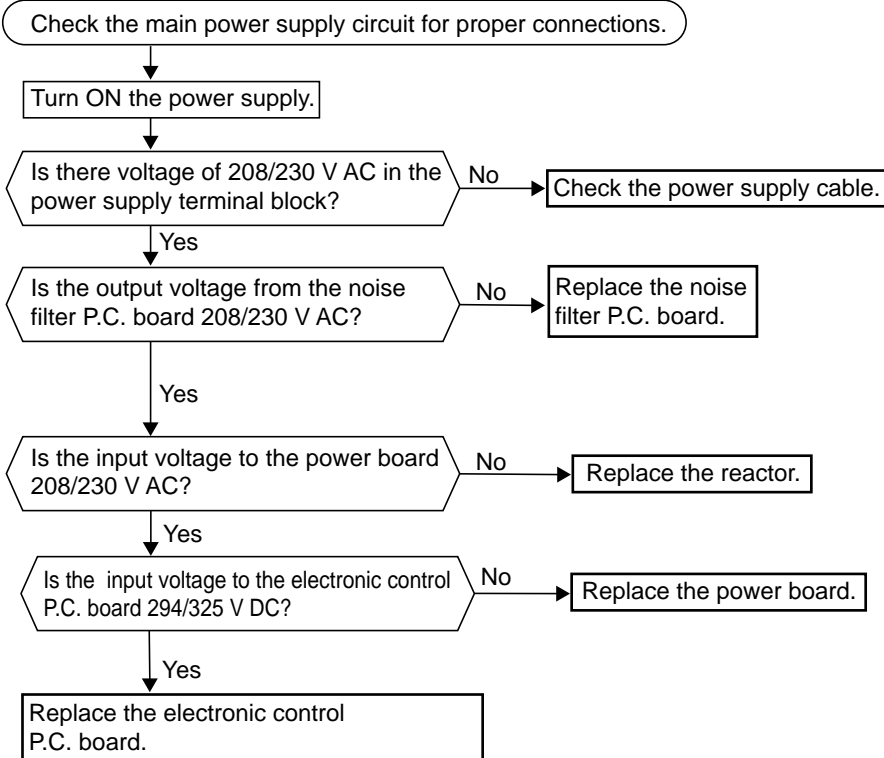 Check the main power supply circuit for proper connections.
Turn ON the power supply.
Is there voltage of 208/230 V AC in the
power supply terminal block?
No
Check the power supply cable.
Yes
Is the output voltage from the noise
filter P.C. board 208/230 V AC?
No
Replace the noise
filter P.C. board.
Yes
Is the input voltage to the power board
208/230 V AC?
No
Replace the reactor.
Yes
Is the input voltage to the electronic control
P.C. board 294/325 V DC?
No
Replace the power board.
Yes
Replace the electronic control
P.C. board.